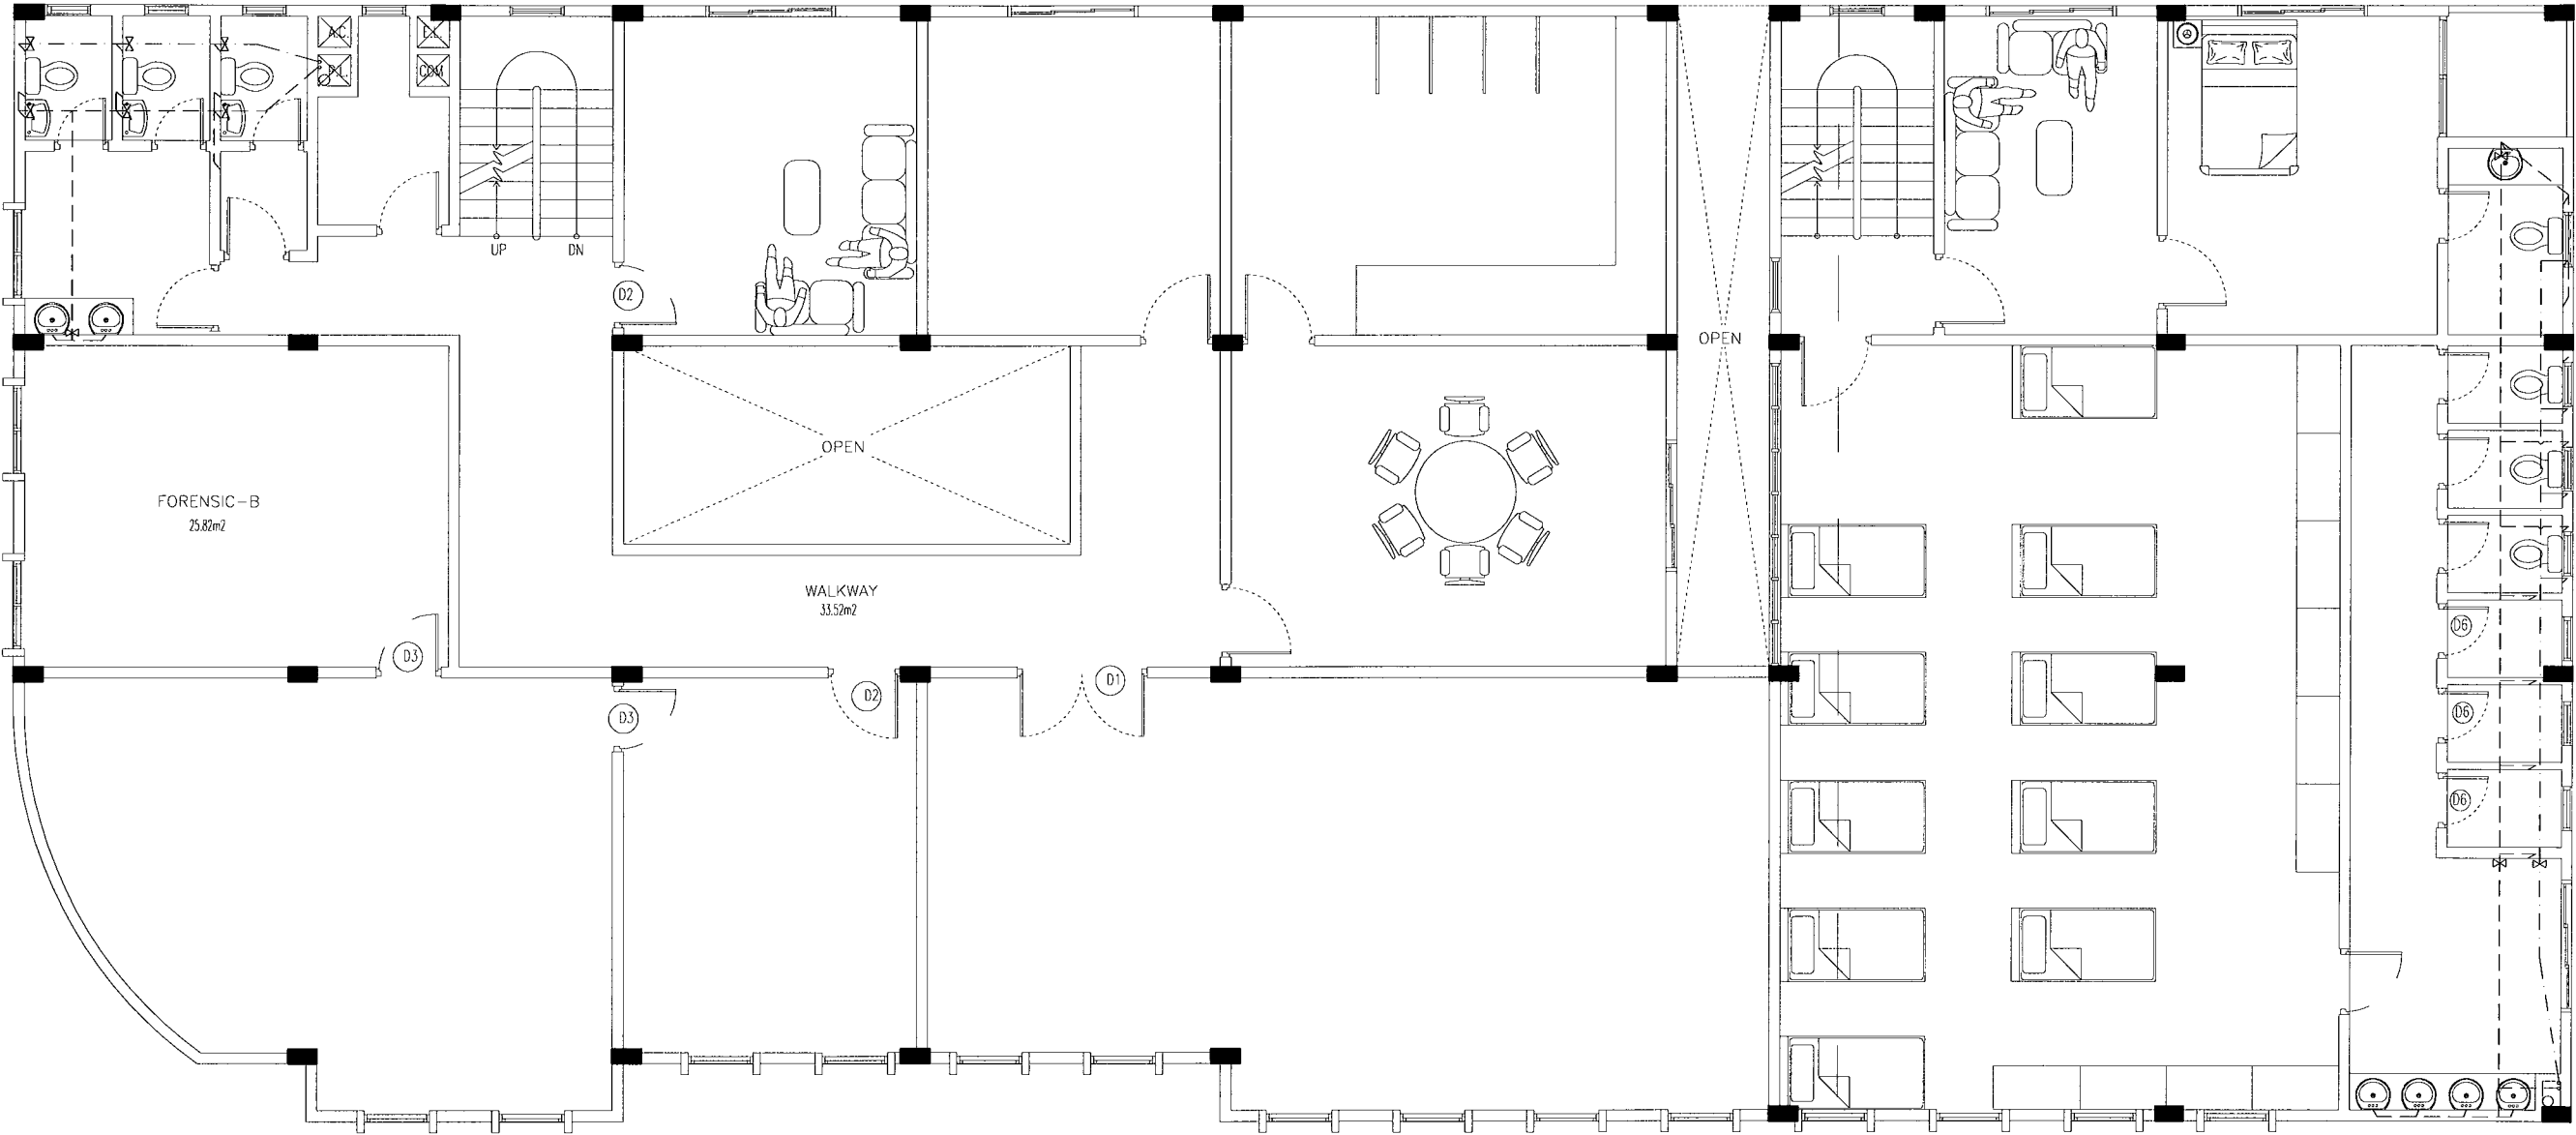 A.C.
E.L.
P.L.
COM
UP
DN
D2
OPEN
OPEN
FORENSIC-B
25.82m2
WALKWAY
33.52m2
D3
D2
D1
D3
D6
D6
D6